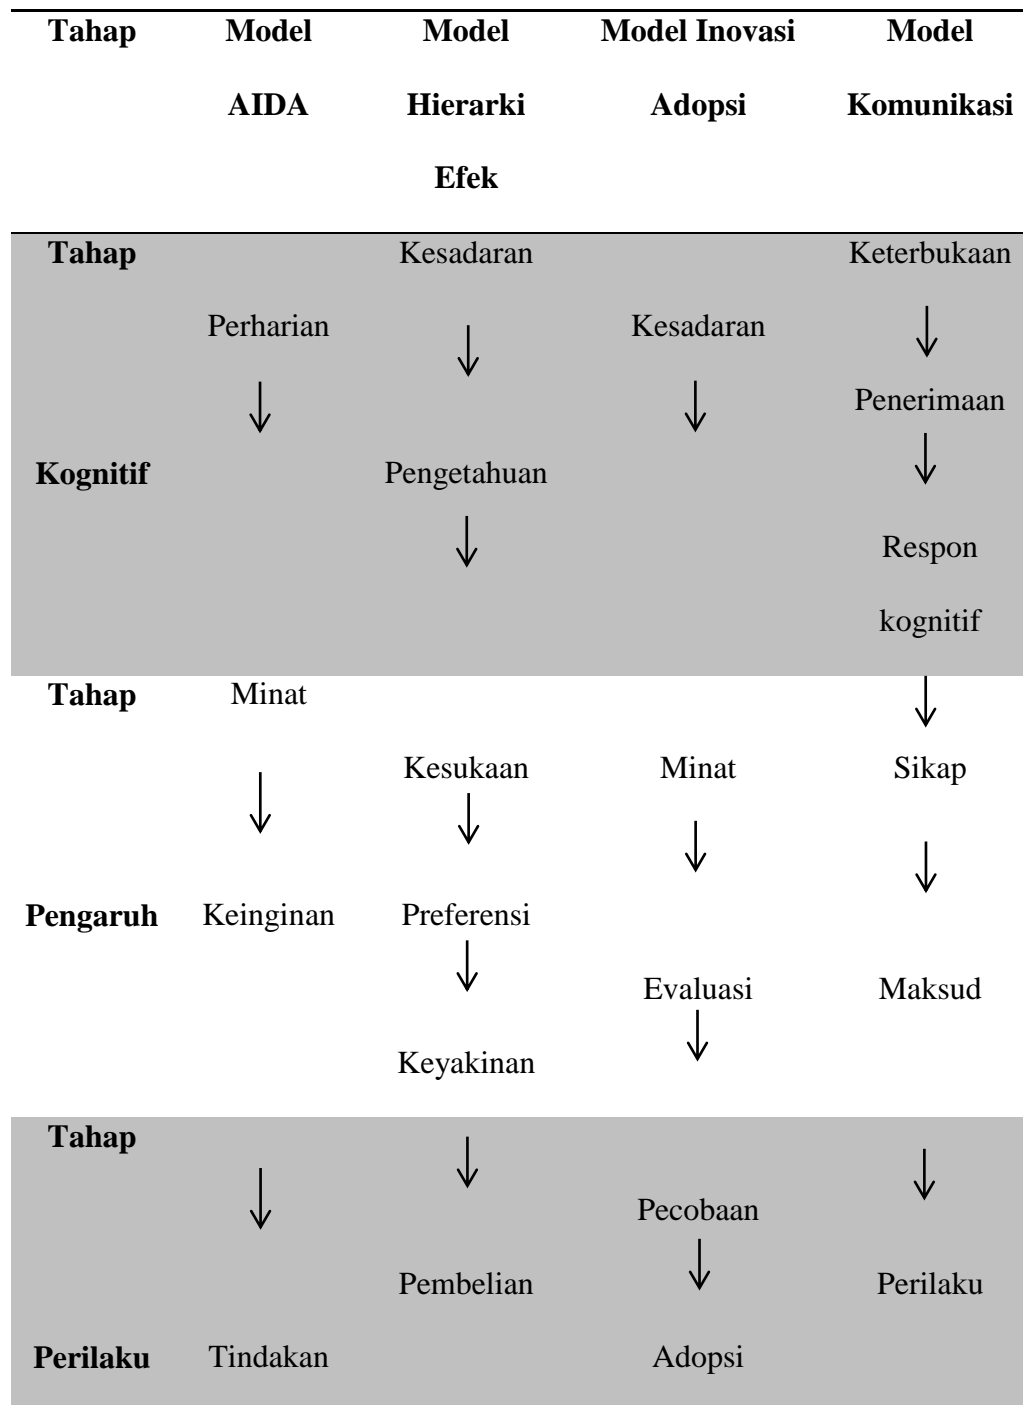 Tahap Model Model Model Inovasi Model
AIDA Hierarki Adopsi Komunikasi
Efek
Tahap Kesadaran Keterbukaan
Perharian Kesadaran
Penerimaan
Kognitif Pengetahuan
Respon
kognitif
Tahap Minat
Kesukaan Minat Sikap
Pengaruh Keinginan Preferensi
Evaluasi Maksud
Keyakinan
Tahap
Pecobaan
Pembelian Perilaku
Perilaku Tindakan Adopsi